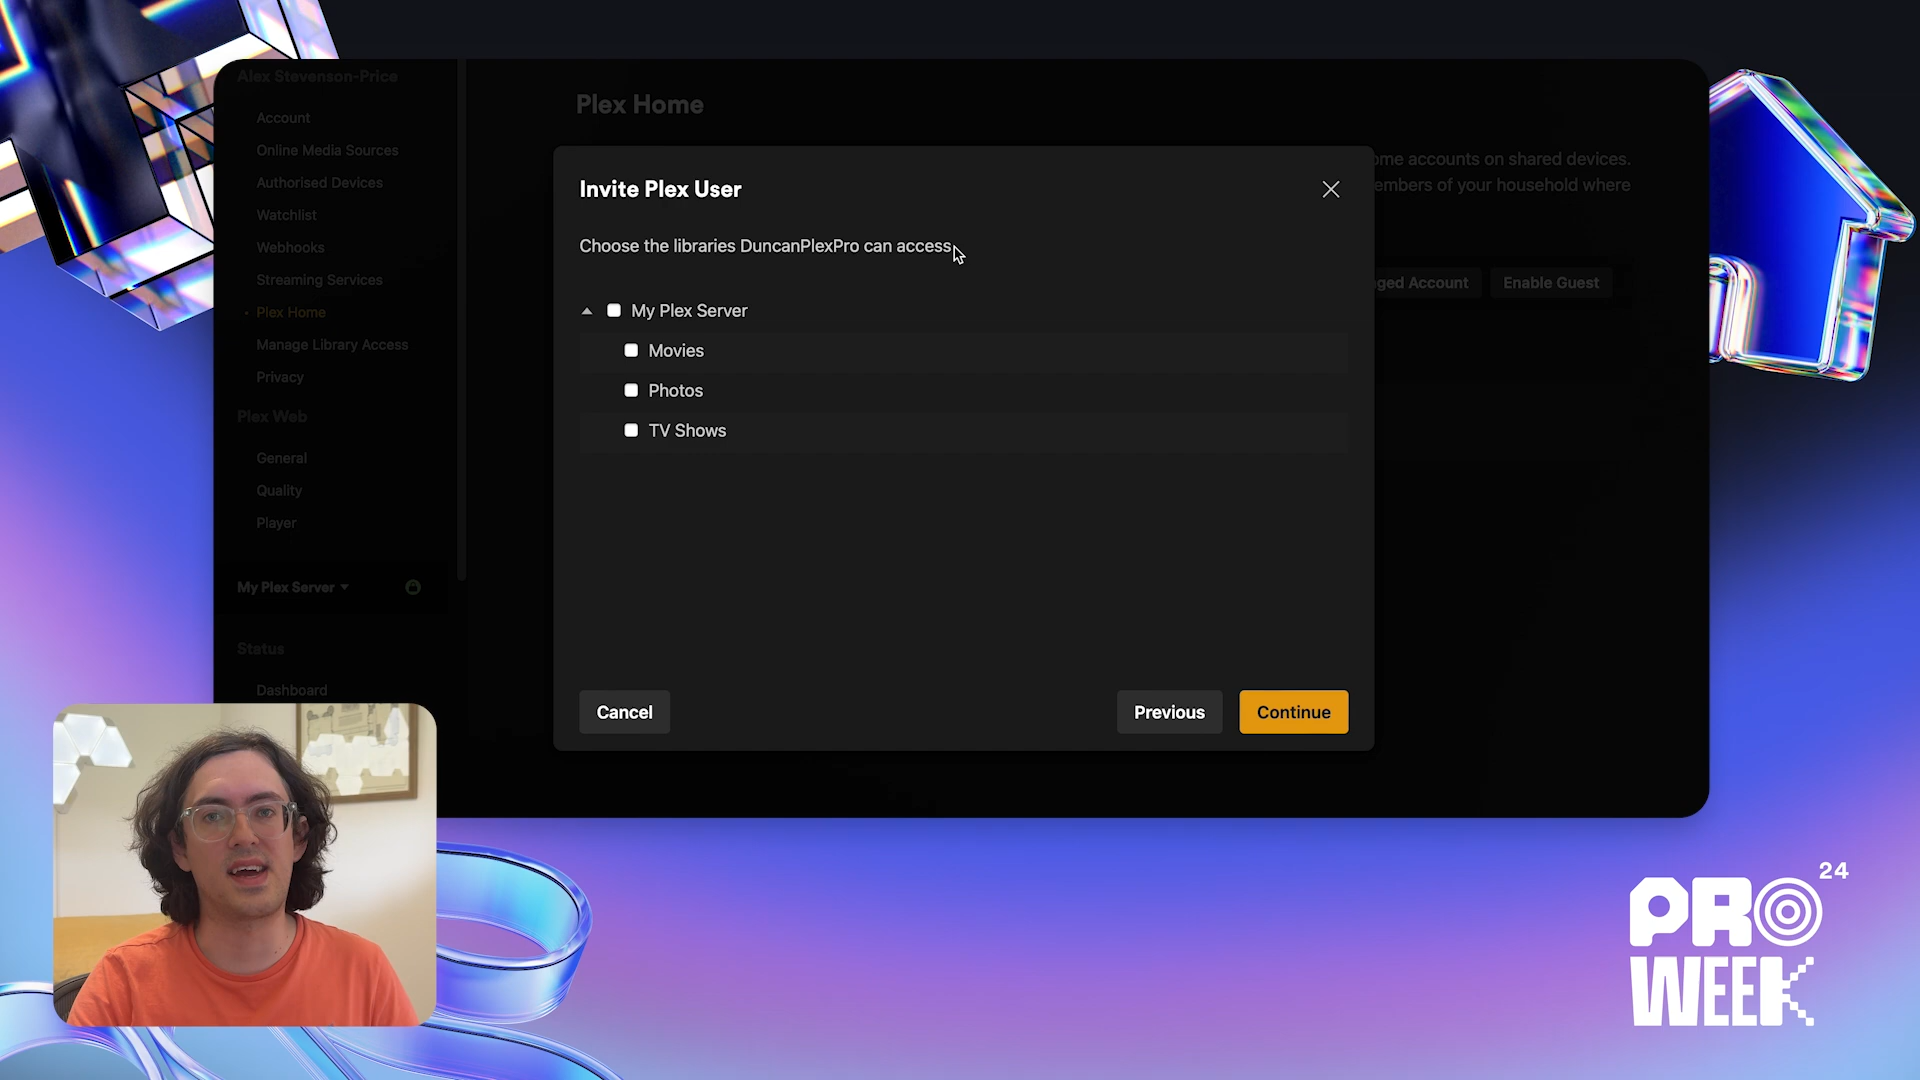 Alex Stevenson-Price
Account
Online Media Sources
Authorised Devices
Watchlist
Webhooks
Streaming Services
Plex Home
Manage Library Access
Privacy
Plex Web
General
Quality
Player
My Plex Server
Status
Dashboard
Plex Home
ome accounts on shared devices.
embers of your household where
ged Account
Enable Guest
Invite Plex User
Choose the libraries DuncanPlexPro can access.
My Plex Server
Movies
Photos
TV Shows
Cancel
Previous
Continue
PRO 24
WEEK